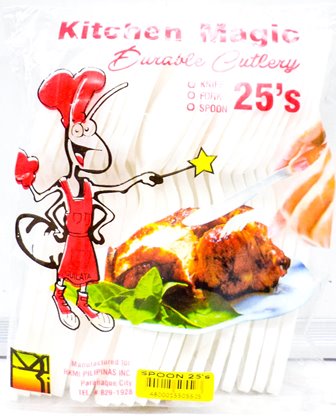 Kitchen Magic
Durable Cutlery
KNIFE
FORK
SPOON
25's
Manufactured for
Parañaque City
SPOON 25's